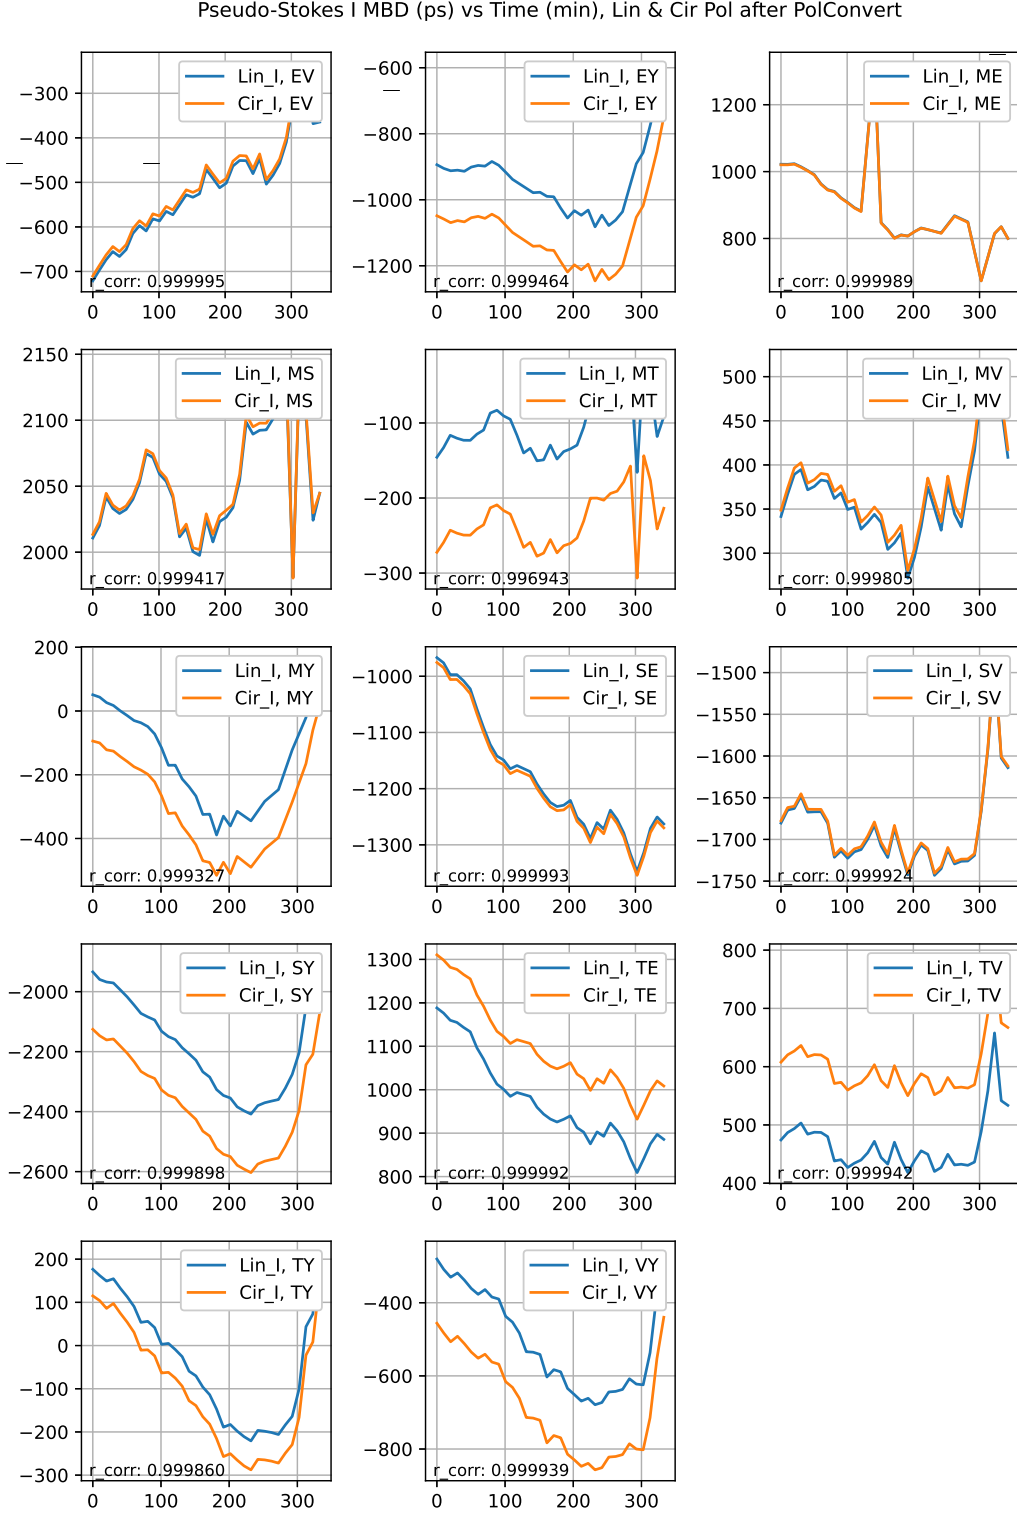 Pseudo-Stokes I MBD (ps) vs Time (min), Lin & Cir Pol after PolConvert
−300
−400
−500
−600
−700
Lin_I, EV
Cir_I, EV
r_corr: 0.999995
0 100 200 300
−600
−800
−1000
−1200
Lin_I, EY
Cir_I, EY
r_corr: 0.999464
0 100 200 300
1200
1000
800
Lin_I, ME
Cir_I, ME
r_corr: 0.999989
0 100 200 300
2150
2100
2050
2000
Lin_I, MS
Cir_I, MS
r_corr: 0.999417
0 100 200 300
−100
−200
−300
Lin_I, MT
Cir_I, MT
r_corr: 0.996943
0 100 200 300
500
450
400
350
300
Lin_I, MV
Cir_I, MV
r_corr: 0.999805
0 100 200 300
200
0
−200
−400
Lin_I, MY
Cir_I, MY
r_corr: 0.999327
0 100 200 300
−1000
−1100
−1200
−1300
Lin_I, SE
Cir_I, SE
r_corr: 0.999993
0 100 200 300
−1500
−1550
−1600
−1650
−1700
−1750
Lin_I, SV
Cir_I, SV
r_corr: 0.999924
0 100 200 300
−2000
−2200
−2400
−2600
Lin_I, SY
Cir_I, SY
r_corr: 0.999898
0 100 200 300
1300
1200
1100
1000
900
800
Lin_I, TE
Cir_I, TE
r_corr: 0.999992
0 100 200 300
800
700
600
500
400
Lin_I, TV
Cir_I, TV
r_corr: 0.999942
0 100 200 300
200
100
0
−100
−200
−300
Lin_I, TY
Cir_I, TY
r_corr: 0.999860
0 100 200 300
−400
−600
−800
Lin_I, VY
Cir_I, VY
r_corr: 0.999939
0 100 200 300